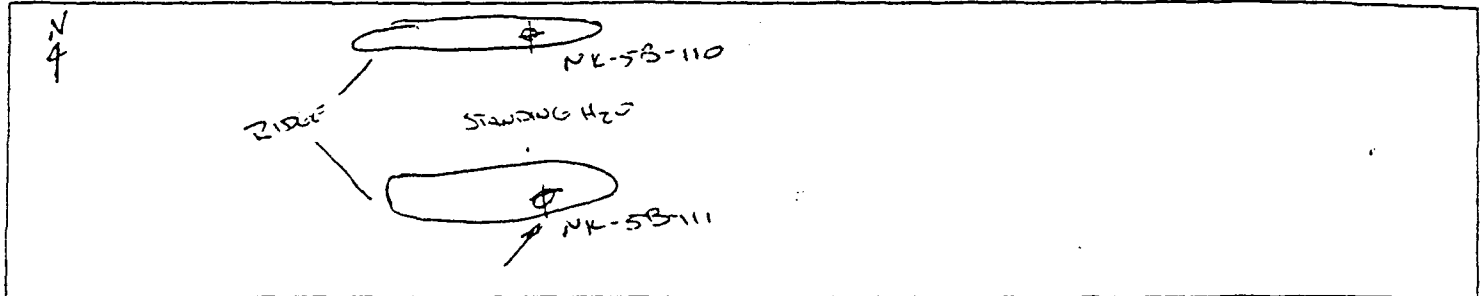 N
NK-SB-110
RIDGE
STANDING H2O
NK-SB-111